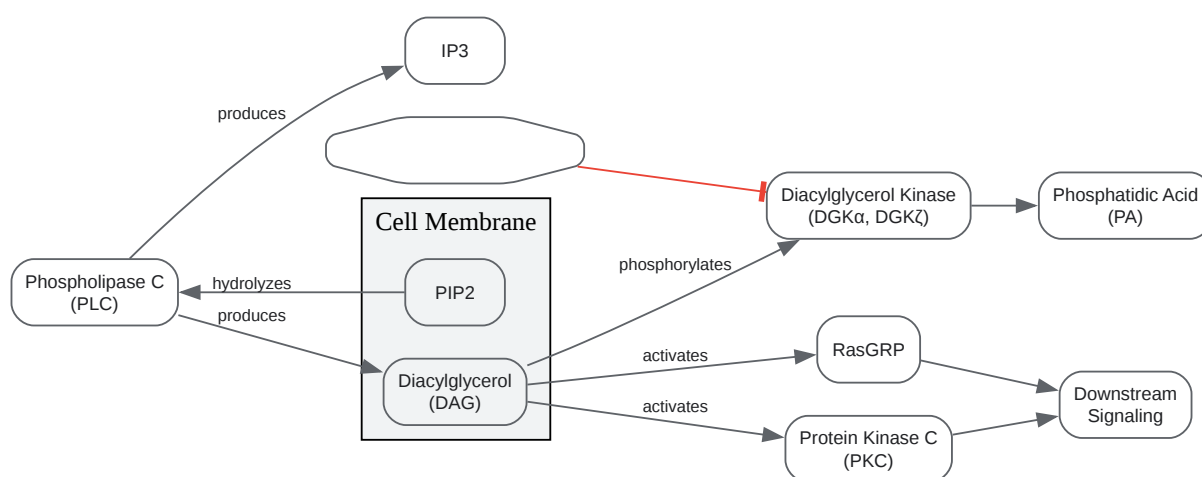 IP3
produces
Diacylglycerol Kinase
(DGKα, DGKζ)
Phosphatidic Acid
(PA)
Cell Membrane
Phospholipase C
(PLC)
hydrolyzes
PIP2
phosphorylates
produces
Diacylglycerol
(DAG)
activates
RasGRP
activates
Downstream
Signaling
Protein Kinase C
(PKC)